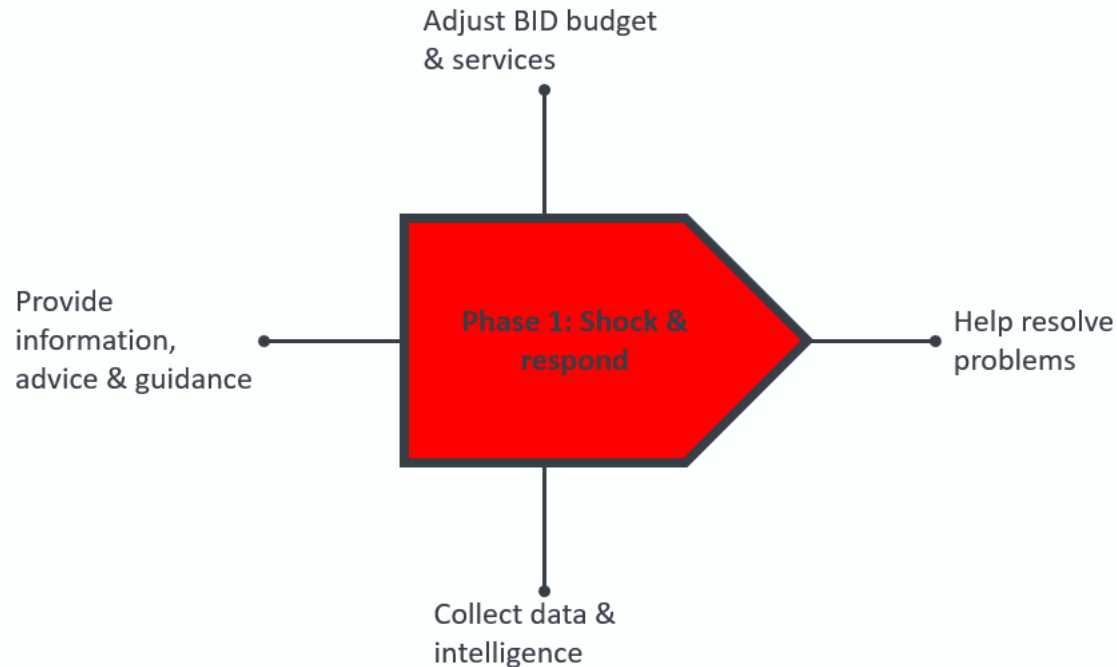 Adjust BID budget
& services
Provide
information,
advice & guidance
Phase 1: Shock &
respond
Help resolve
problems
Collect data &
intelligence